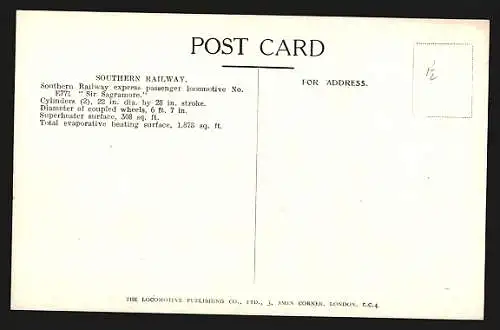 POST CARD
SOUTHERN RAILWAY.
Southern Railway express passenger locomotive No.
E771 "Sir Sagramore."
Cylinders (2), 22 in. dia. by 28 in. stroke.
Diameter of coupled wheels, 6 ft. 7 in.
Superheater surface, 308 sq. ft.
Total evaporative heating surface, 1,878 sq. ft.
FOR ADDRESS.
1/2
THE LOCOMOTIVE PUBLISHING CO., LTD., 3, AMEN CORNER, LONDON, E.C.4.